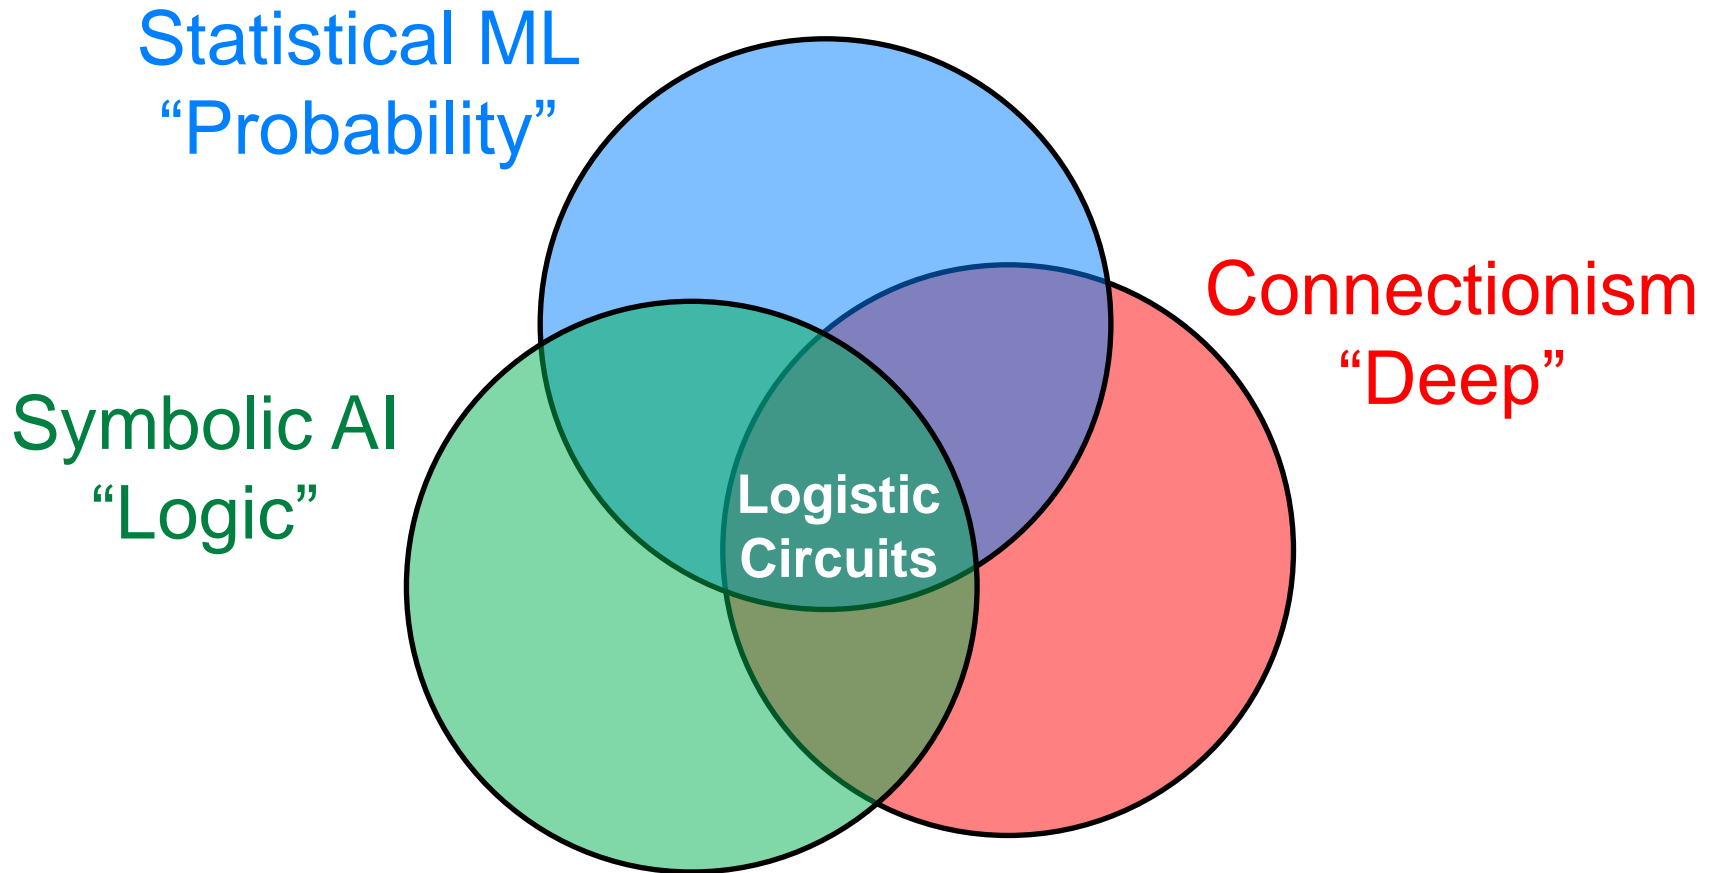 Statistical ML
“Probability”
Connectionism
“Deep”
Symbolic AI
“Logic”
Logistic
Circuits